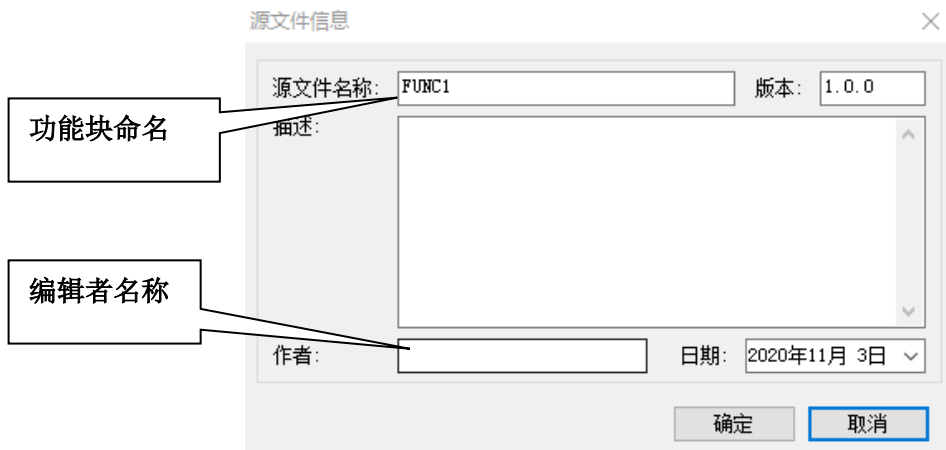 源文件信息
源文件名称: FUNC1 版本: 1.0.0
功能块命名
描述:
编辑者名称
作者: 日期: 2020年11月 3日
确定 取消